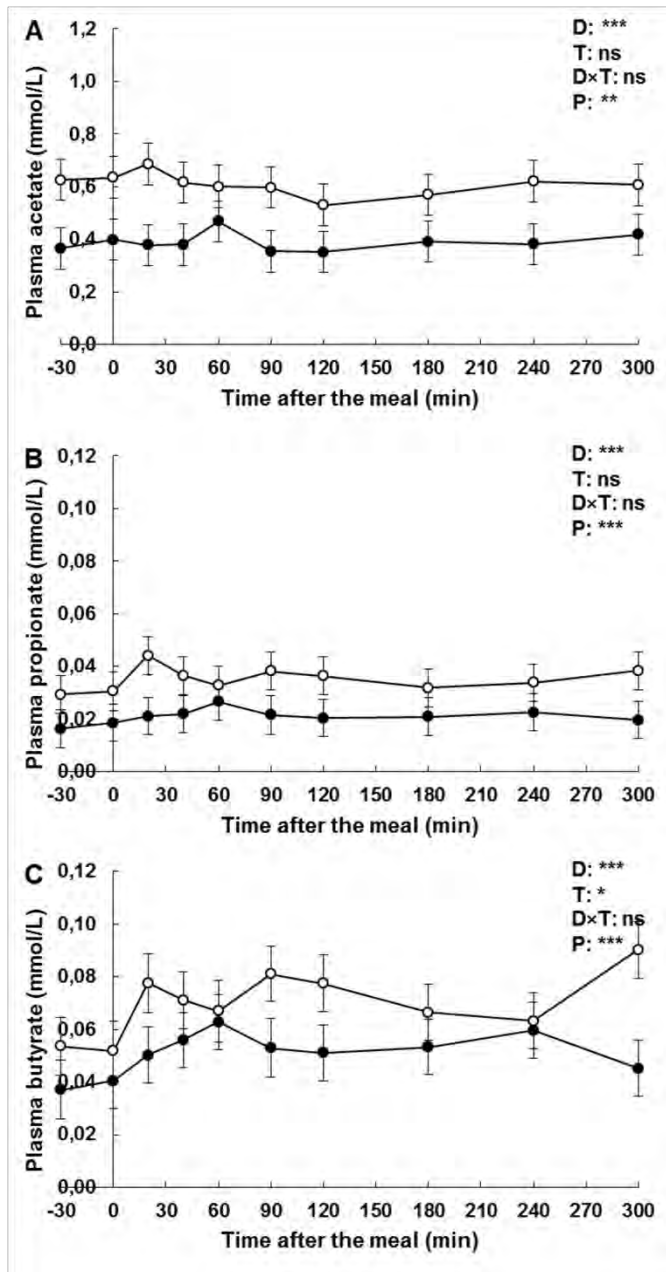 A
D: ***
T: ns
D×T: ns
P: **
Plasma acetate (mmol/L)
1,2
1,0
0,8
0,6
0,4
0,2
0,0
-30 0 30 60 90 120 150 180 210 240 270 300
Time after the meal (min)
B
D: ***
T: ns
D×T: ns
P: ***
Plasma propionate (mmol/L)
0,12
0,10
0,08
0,06
0,04
0,02
0,00
-30 0 30 60 90 120 150 180 210 240 270 300
Time after the meal (min)
C
D: ***
T: *
D×T: ns
P: ***
Plasma butyrate (mmol/L)
0,12
0,10
0,08
0,06
0,04
0,02
0,00
-30 0 30 60 90 120 150 180 210 240 270 300
Time after the meal (min)